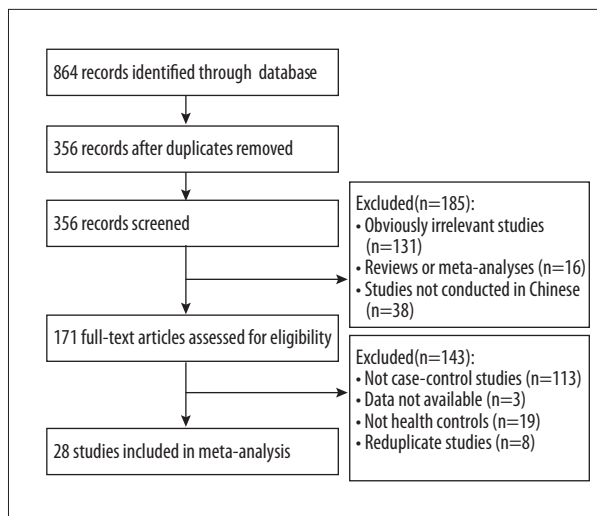 864 records identified through database
356 records after duplicates removed
356 records screened
Excluded(n=185):
• Obviously irrelevant studies
(n=131)
• Reviews or meta-analyses (n=16)
• Studies not conducted in Chinese
(n=38)
171 full-text articles assessed for eligibility
Excluded(n=143):
• Not case-control studies (n=113)
• Data not available (n=3)
• Not health controls (n=19)
• Reduplicate studies (n=8)
28 studies included in meta-analysis